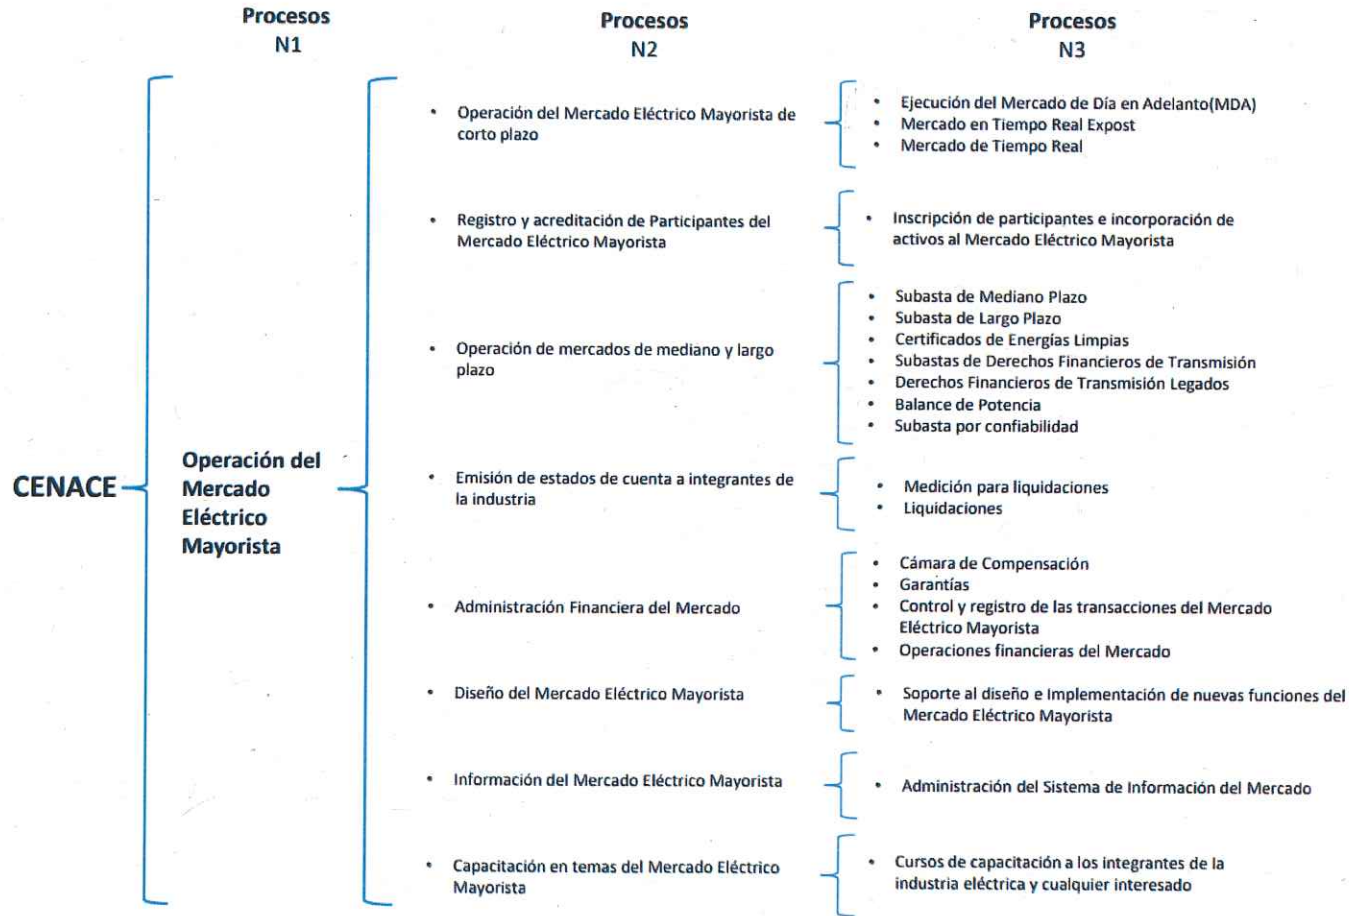 Procesos
N1
Procesos
N2
Procesos
N3
CENACE
Operación del
Mercado
Eléctrico
Mayorista
• Operación del Mercado Eléctrico Mayorista de
corto plazo
• Ejecución del Mercado de Día en Adelanto(MDA)
• Mercado en Tiempo Real Expost
• Mercado de Tiempo Real
• Registro y acreditación de Participantes del
Mercado Eléctrico Mayorista
• Inscripción de participantes e incorporación de
activos al Mercado Eléctrico Mayorista
• Operación de mercados de mediano y largo
plazo
• Subasta de Mediano Plazo
• Subasta de Largo Plazo
• Certificados de Energías Limpias
• Subastas de Derechos Financieros de Transmisión
• Derechos Financieros de Transmisión Legados
• Balance de Potencia
• Subasta por confiabilidad
• Emisión de estados de cuenta a integrantes de
la industria
• Medición para liquidaciones
• Liquidaciones
• Administración Financiera del Mercado
• Cámara de Compensación
• Garantías
• Control y registro de las transacciones del Mercado
Eléctrico Mayorista
• Operaciones financieras del Mercado
• Diseño del Mercado Eléctrico Mayorista
• Soporte al diseño e Implementación de nuevas funciones del
Mercado Eléctrico Mayorista
• Información del Mercado Eléctrico Mayorista
• Administración del Sistema de Información del Mercado
• Capacitación en temas del Mercado Eléctrico
Mayorista
• Cursos de capacitación a los integrantes de la
industria eléctrica y cualquier interesado